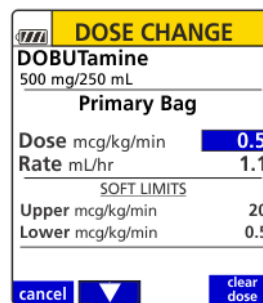 DOSE CHANGE
DOBUTamine
500 mg/250 mL
Primary Bag
Dose mcg/kg/min 0.5
Rate mL/hr 1.1
SOFT LIMITS
Upper mcg/kg/min 20
Lower mcg/kg/min 0.5
cancel clear dose